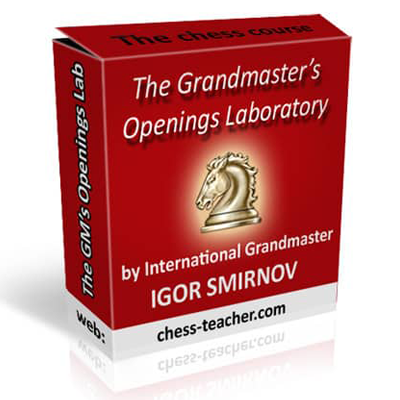 The chess course
The Grandmaster's
Openings Laboratory
by International Grandmaster
IGOR SMIRNOV
chess-teacher.com
The GM's Openings Lab
web: